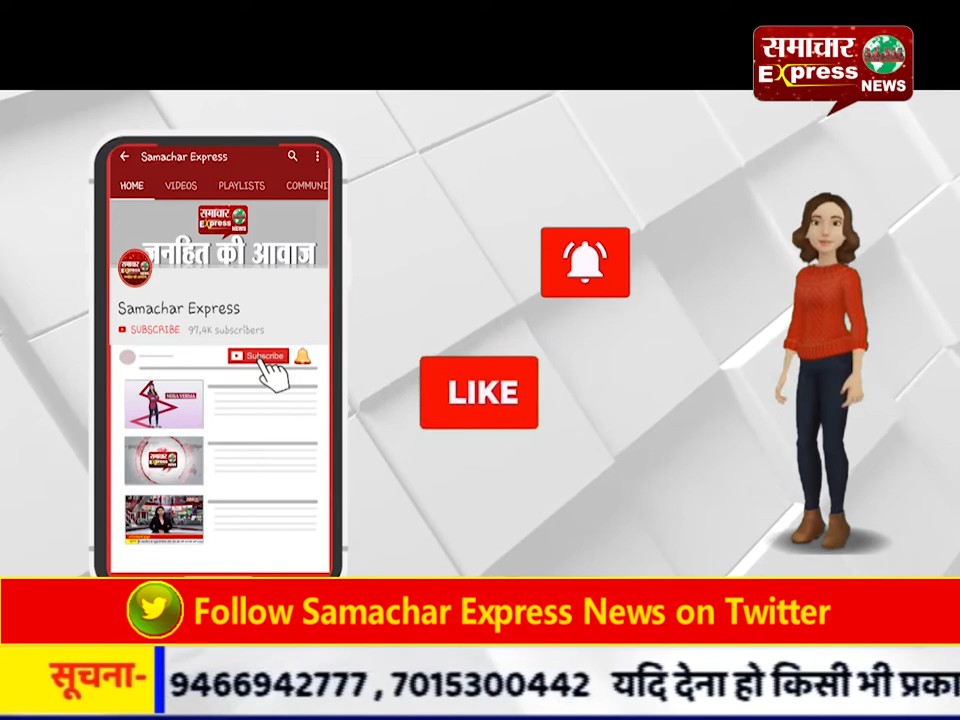 समाचार
Express
NEWS
Samachar Express
HOME VIDEOS PLAYLISTS COMMUNI
समाचार
Express
NEWS
जनहित की आवाज
Samachar Express
SUBSCRIBE 97,4K subscribers
Subscribe
LIKE
Follow Samachar Express News on Twitter
सूचना- 9466942777 , 7015300442 यदि देना हो किसी भी प्रका